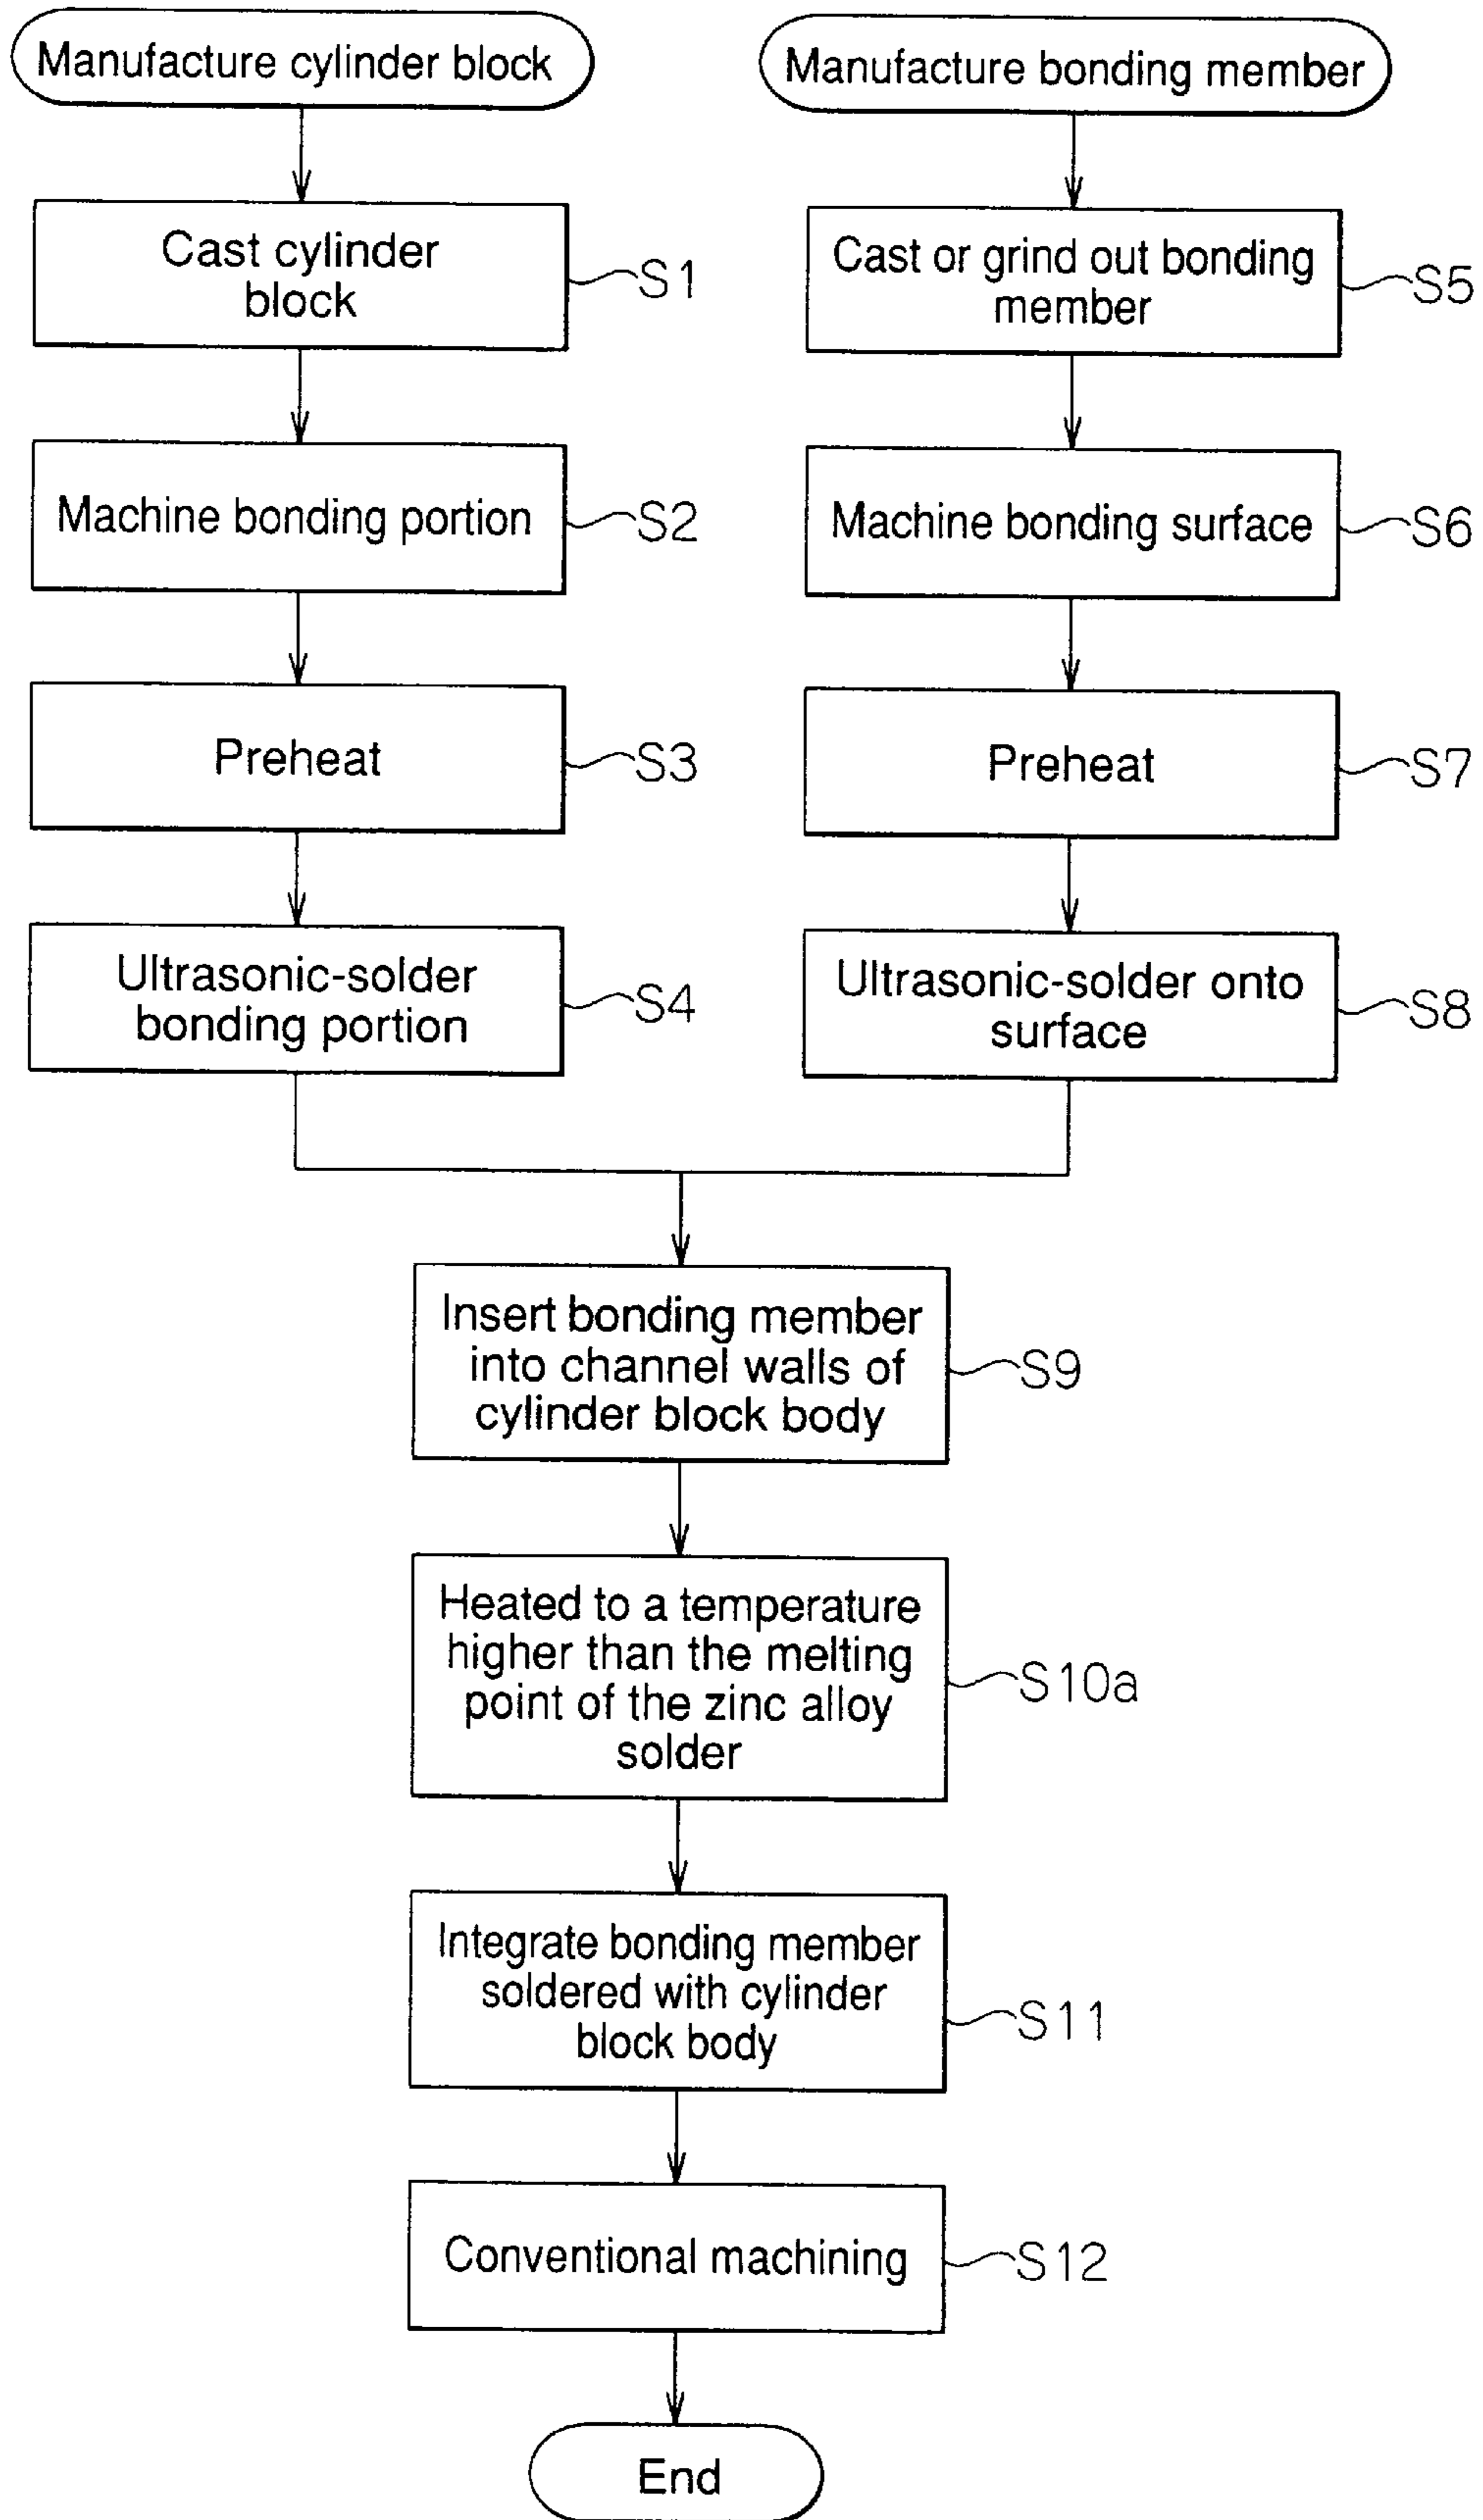 Manufacture cylinder block
Cast cylinder
block
S1
Machine bonding portion
S2
Preheat
S3
Ultrasonic-solder
bonding portion
S4
Manufacture bonding member
Cast or grind out bonding
member
S5
Machine bonding surface
S6
Preheat
S7
Ultrasonic-solder onto
surface
S8
Insert bonding member
into channel walls of
cylinder block body
S9
Heated to a temperature
higher than the melting
point of the zinc alloy
solder
S10a
Integrate bonding member
soldered with cylinder
block body
S11
Conventional machining
S12
End